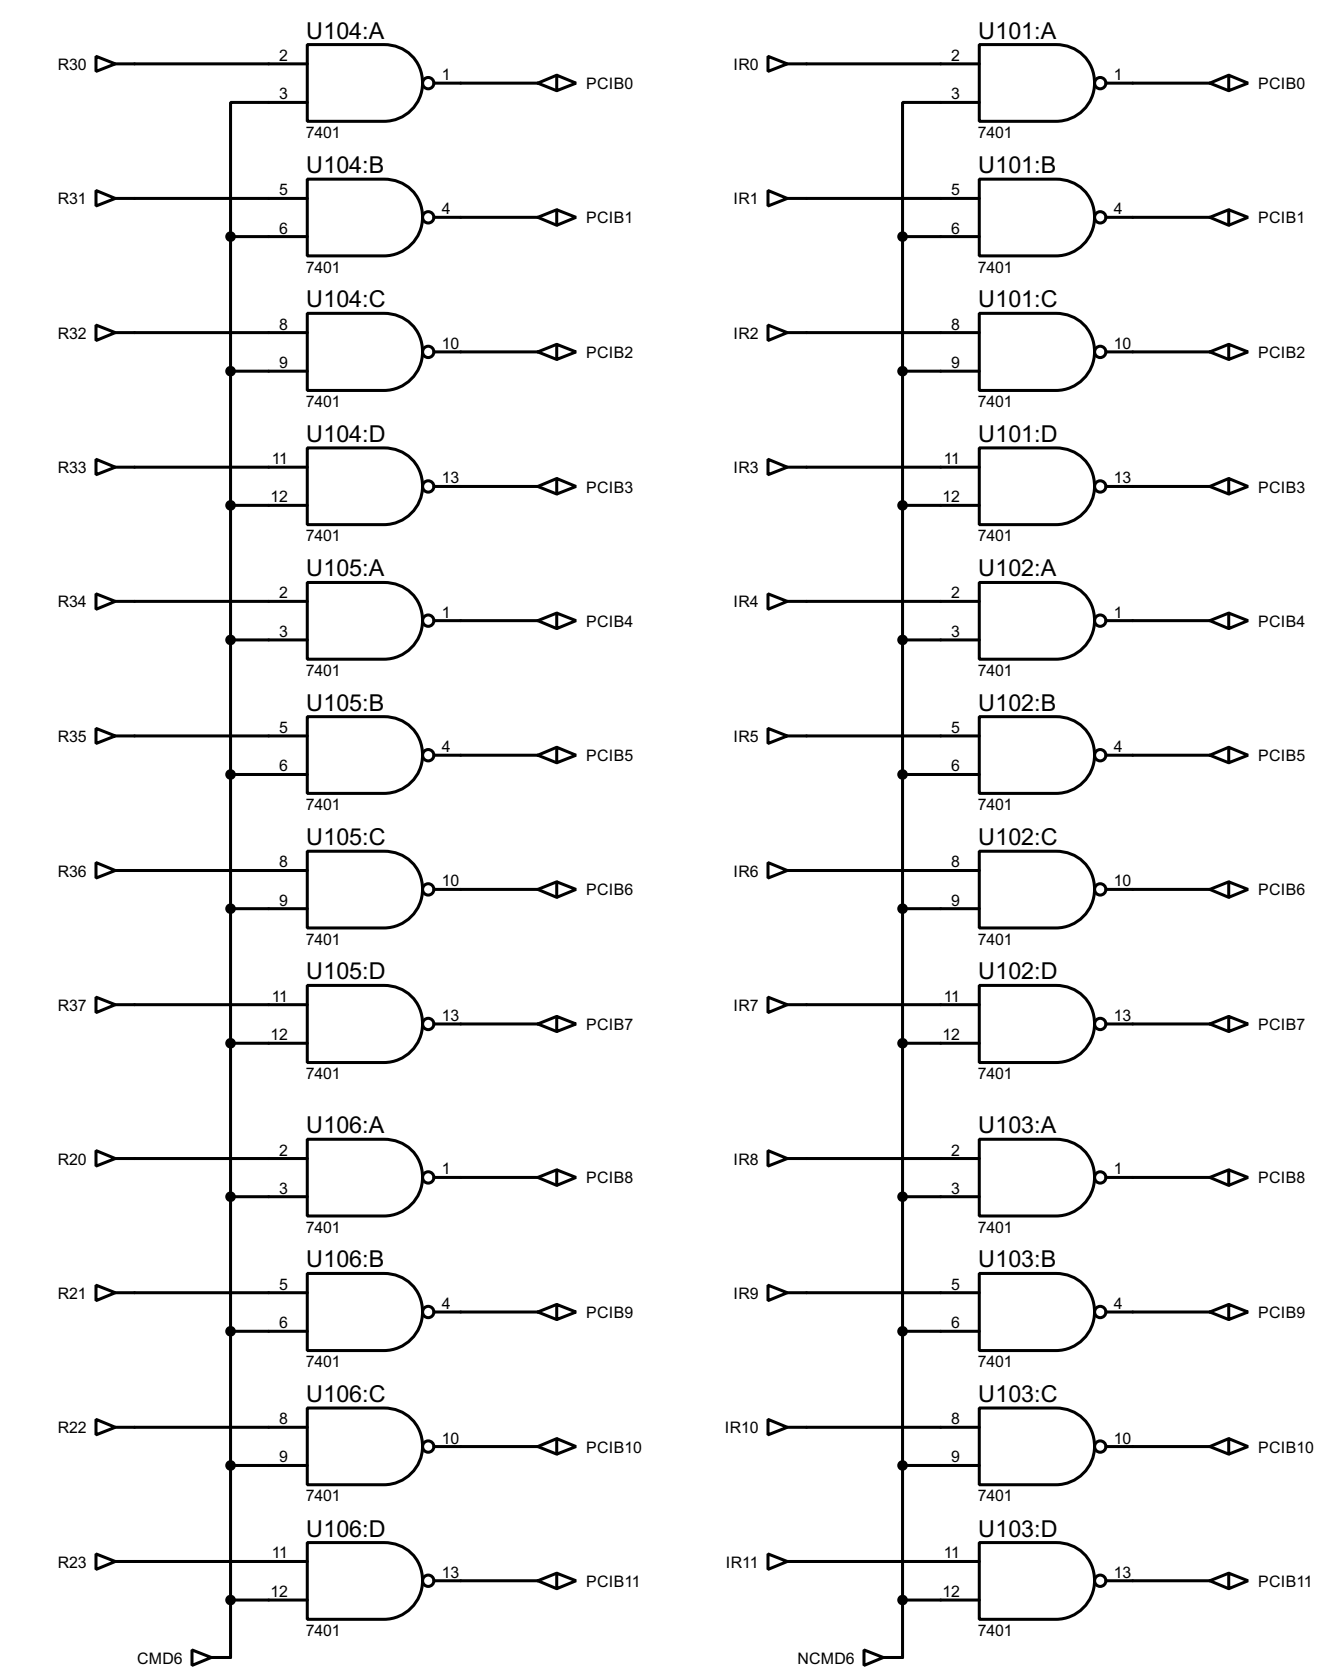 U104:A
R30 2 1 PCIB0
3
7401
U104:B
R31 5 4 PCIB1
6
7401
U104:C
R32 8 10 PCIB2
9
7401
U104:D
R33 11 13 PCIB3
12
7401
U105:A
R34 2 1 PCIB4
3
7401
U105:B
R35 5 4 PCIB5
6
7401
U105:C
R36 8 10 PCIB6
9
7401
U105:D
R37 11 13 PCIB7
12
7401
U106:A
R20 2 1 PCIB8
3
7401
U106:B
R21 5 4 PCIB9
6
7401
U106:C
R22 8 10 PCIB10
9
7401
U106:D
R23 11 13 PCIB11
12
7401
CMD6
U101:A
IR0 2 1 PCIB0
3
7401
U101:B
IR1 5 4 PCIB1
6
7401
U101:C
IR2 8 10 PCIB2
9
7401
U101:D
IR3 11 13 PCIB3
12
7401
U102:A
IR4 2 1 PCIB4
3
7401
U102:B
IR5 5 4 PCIB5
6
7401
U102:C
IR6 8 10 PCIB6
9
7401
U102:D
IR7 11 13 PCIB7
12
7401
U103:A
IR8 2 1 PCIB8
3
7401
U103:B
IR9 5 4 PCIB9
6
7401
U103:C
IR10 8 10 PCIB10
9
7401
U103:D
IR11 11 13 PCIB11
12
7401
NCMD6